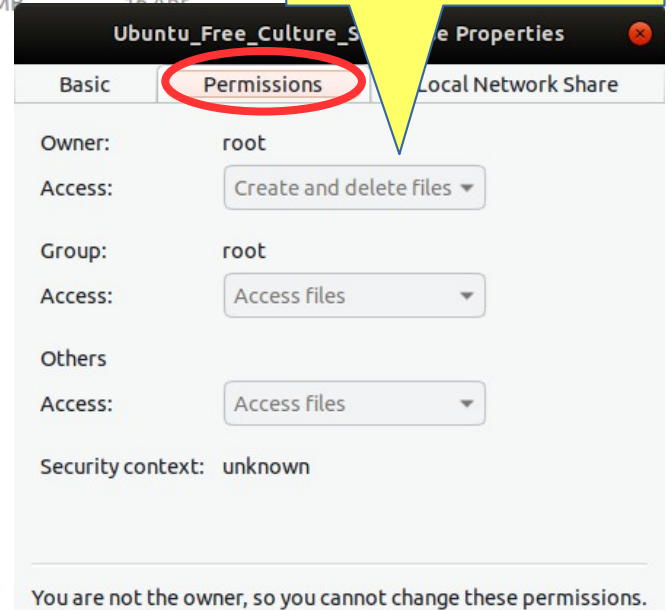 Ubuntu_Free_Culture_S e Properties
Basic Permissions Local Network Share
Owner: root
Access: Create and delete files
Group: root
Access: Access files
Others
Access: Access files
Security context: unknown
You are not the owner, so you cannot change these permissions.